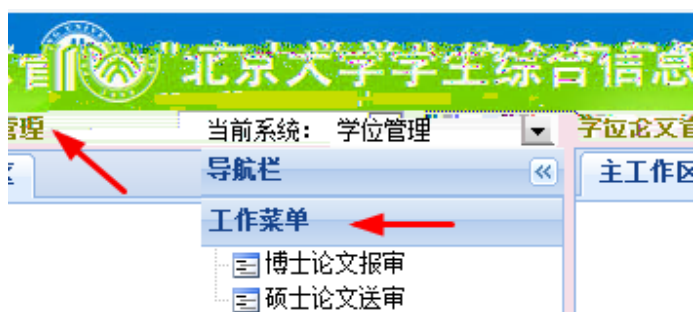 北京大学学生综合信息
管理
当前系统： 学位管理
学位论文管
导航栏
主工作区
工作菜单
博士论文报审
硕士论文送审